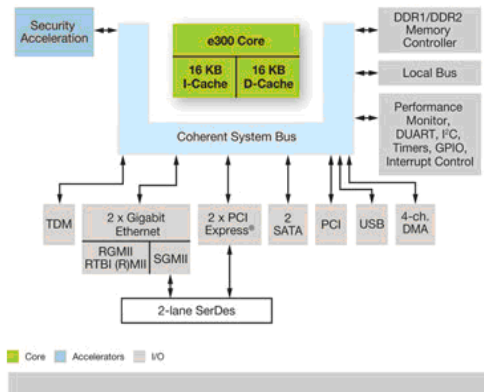 Security
Acceleration
e300 Core
16 KB
I-Cache
16 KB
D-Cache
Coherent System Bus
DDR1/DDR2
Memory
Controller
Local Bus
Performance
Monitor,
DUART, I²C,
Timers, GPIO,
Interrupt Control
TDM
2 x Gigabit
Ethernet
RGMII
RTBI (R)MII
SGMII
2 x PCI
Express®
2
SATA
PCI
USB
4-ch.
DMA
2-lane SerDes
Core
Accelerators
I/O